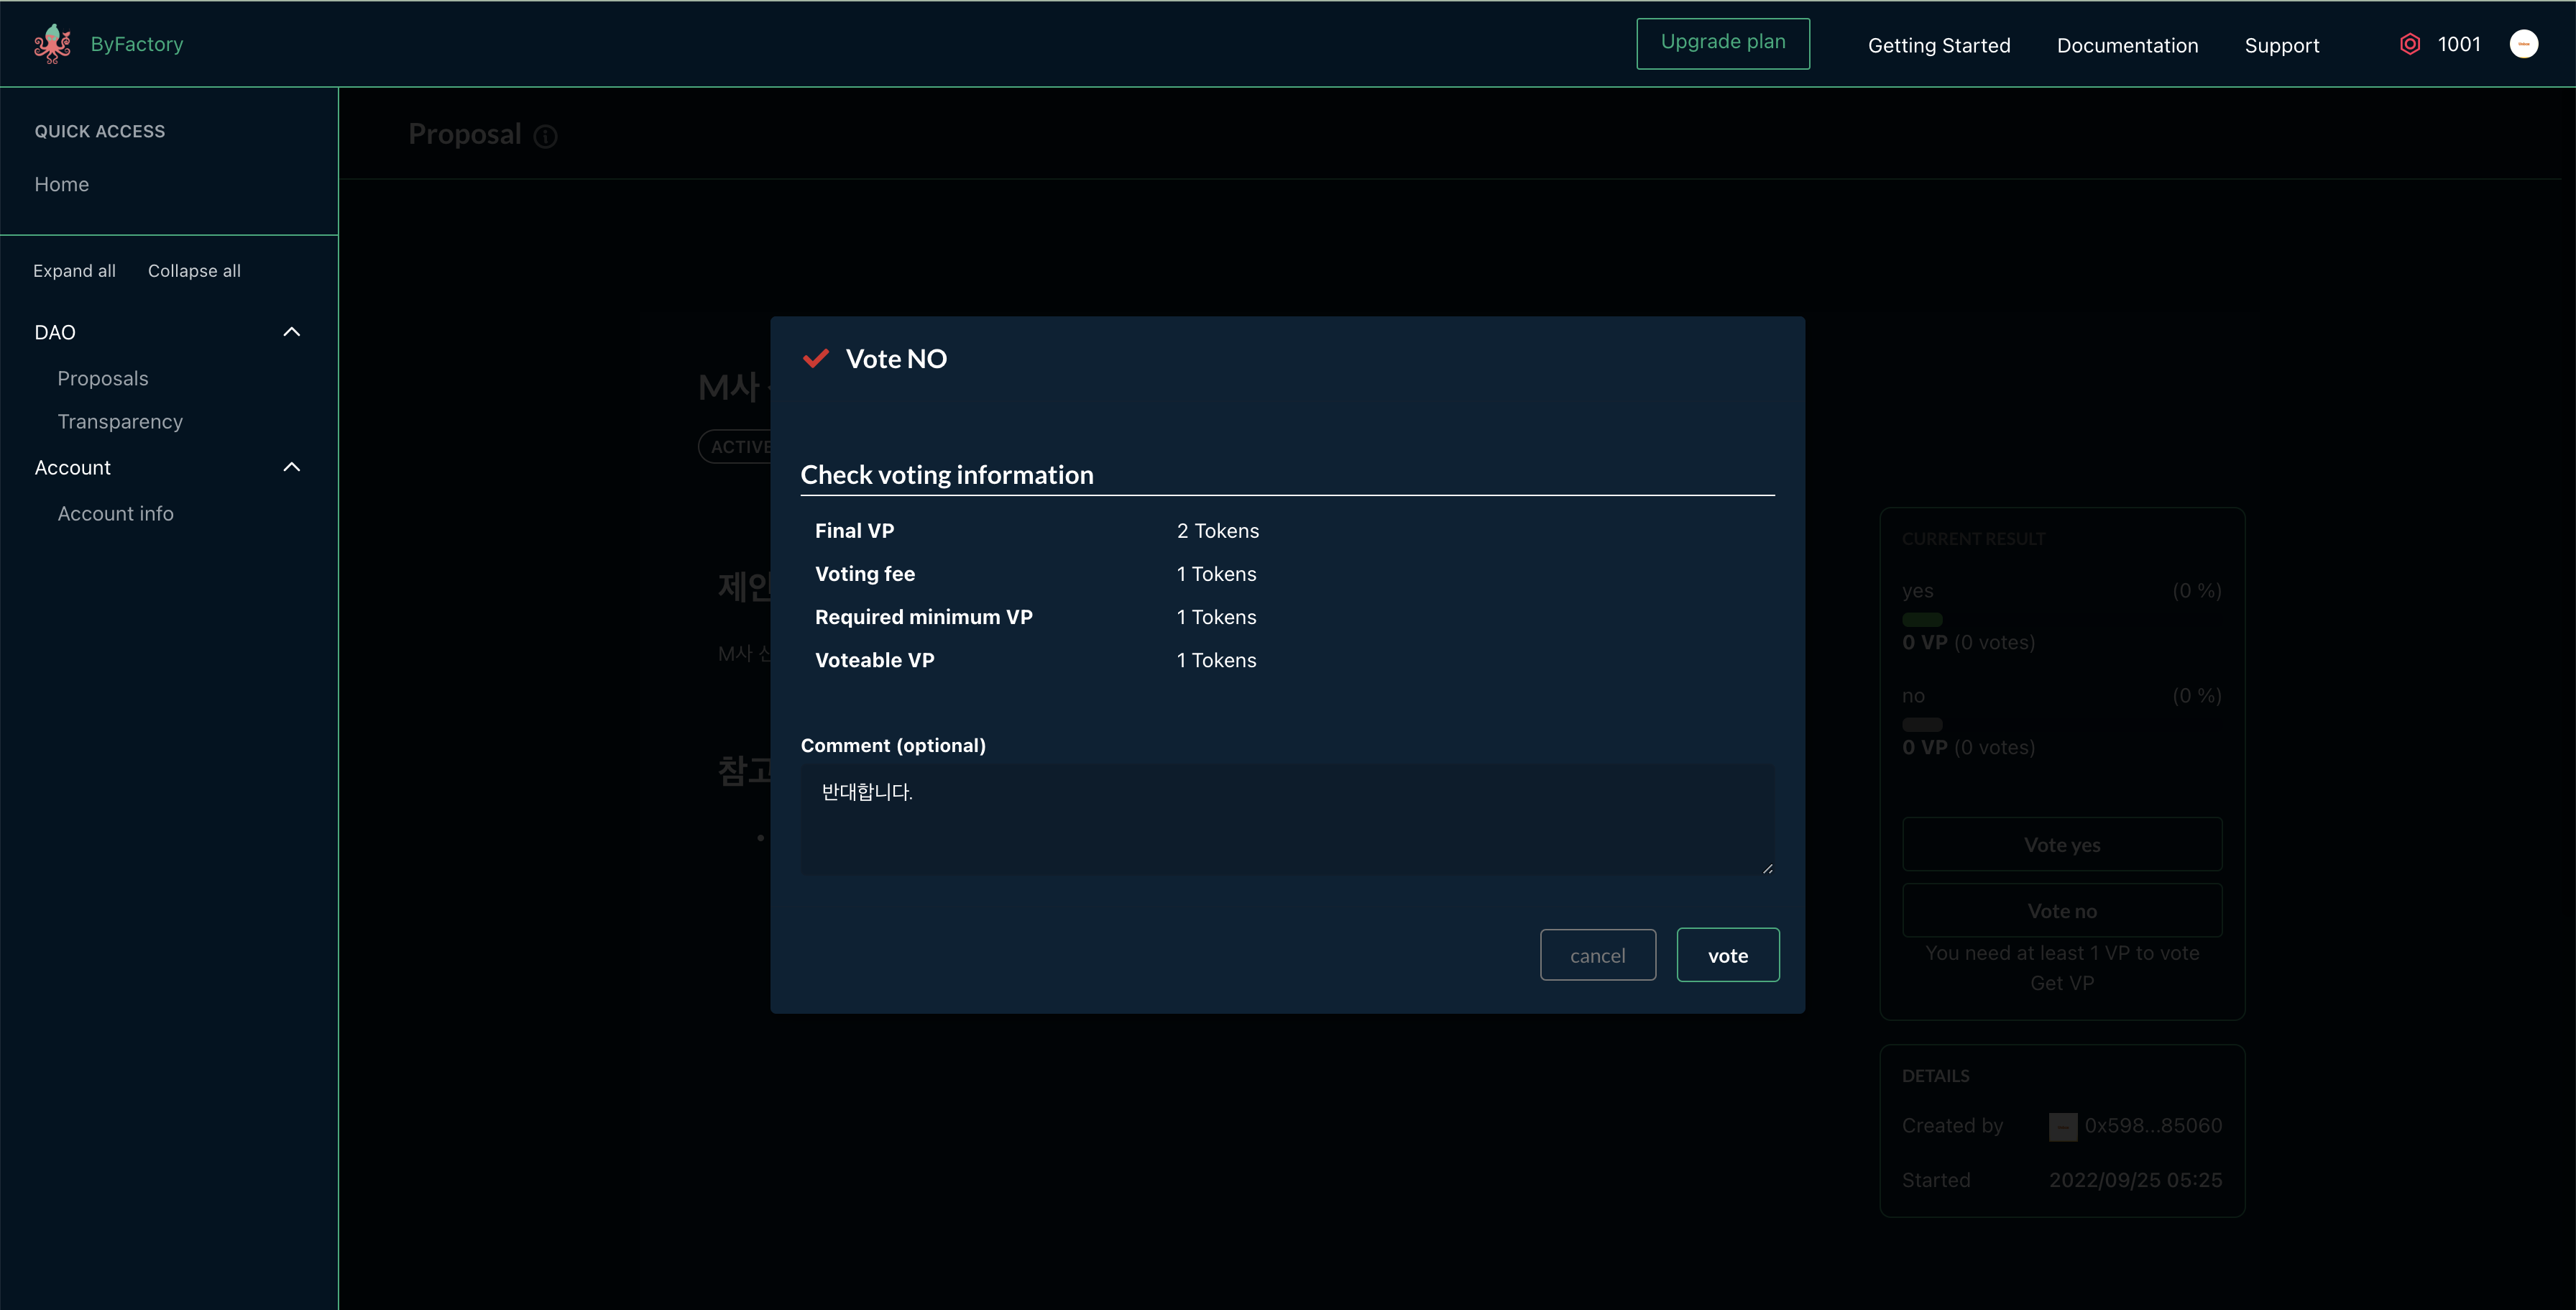 ByFactory
Upgrade plan
Getting Started
Documentation
Support
1001
QUICK ACCESS
Home
Expand all
Collapse all
DAO
Proposals
Transparency
Account
Account info
Proposal
M사
ACTIVE
제안
M사
참고
Vote NO
Check voting information
Final VP 2 Tokens
Voting fee 1 Tokens
Required minimum VP 1 Tokens
Voteable VP 1 Tokens
Comment (optional)
반대합니다.
cancel
vote
CURRENT RESULT
yes (0 %)
0 VP (0 votes)
no (0 %)
0 VP (0 votes)
Vote yes
Vote no
You need at least 1 VP to vote
Get VP
DETAILS
Created by 0x598...85060
Started 2022/09/25 05:25